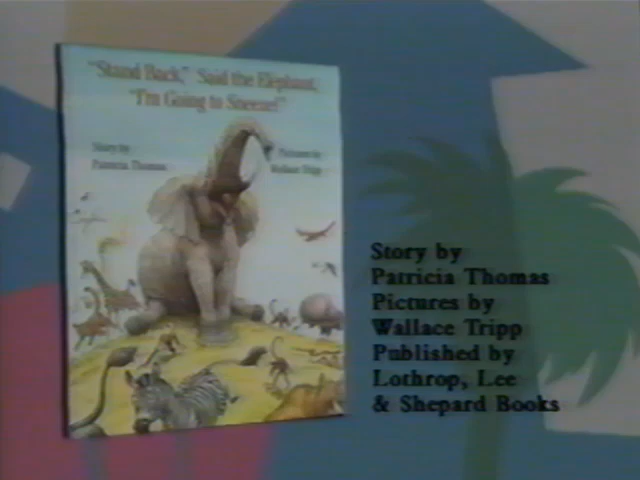 "Stand Back," Said the Elephant,
"I'm Going to Sneeze!"
Story by
Patricia Thomas
Pictures by
Wallace Tripp
Story by
Patricia Thomas
Pictures by
Wallace Tripp
Published by
Lothrop, Lee
& Shepard Books